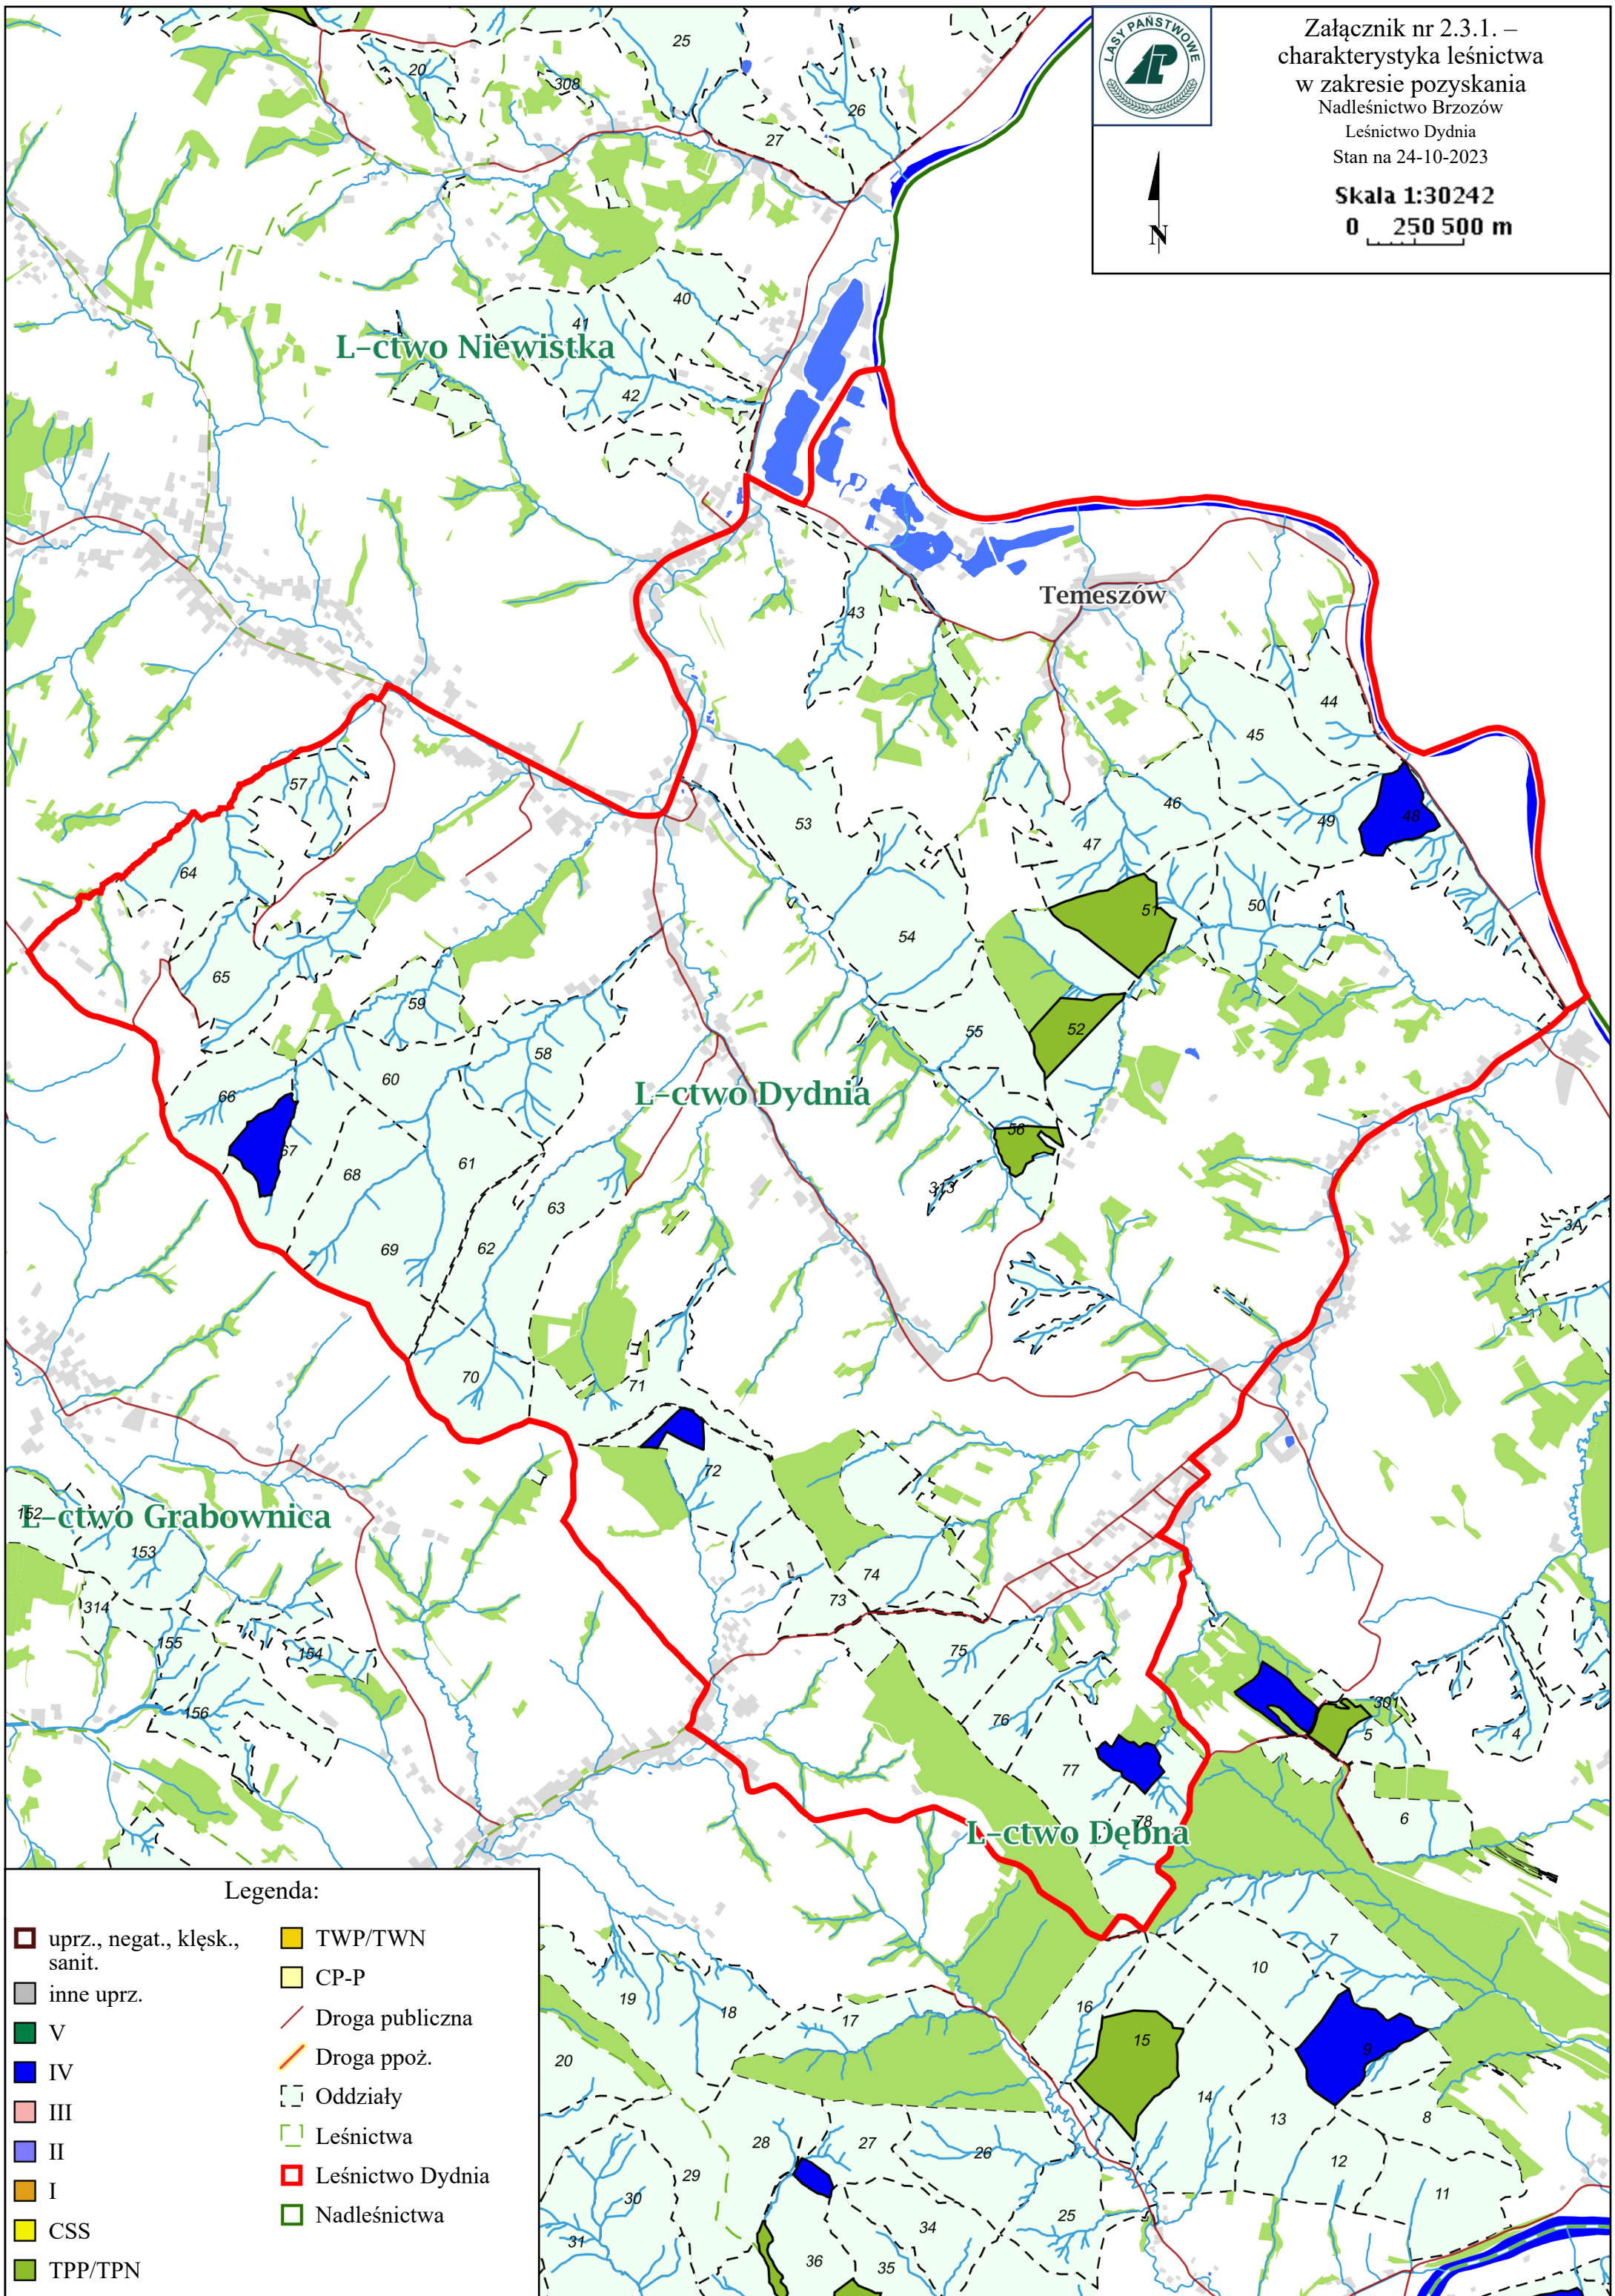 LASY PAŃSTWOWE
Załącznik nr 2.3.1. –
charakterystyka leśnictwa
w zakresie pozyskania
Nadleśnictwo Brzozów
Leśnictwo Dydnia
Stan na 24-10-2023
Skala 1:30242
0 250 500 m
N
25
20
308
26
27
40
41
L-ctwo Niewistka
42
Temeszów
43
44
45
57
46
48
53
49
47
64
50
51
54
65
59
52
55
58
60
L-ctwo Dydnia
66
56
67
61
68
313
63
3A
69
62
70
71
72
152
L-ctwo Grabownica
153
74
314
73
155
75
154
301
156
76
5
4
77
6
78
L-ctwo Dębna
7
10
19
18
16
17
15
9
20
14
13
8
28
27
26
12
29
30
11
25
34
31
36
35
Legenda:
uprz., negat., klęsk.,
sanit.
inne uprz.
V
IV
III
II
I
CSS
TPP/TPN
TWP/TWN
CP-P
Droga publiczna
Droga ppoż.
Oddziały
Leśnictwa
Leśnictwo Dydnia
Nadleśnictwa